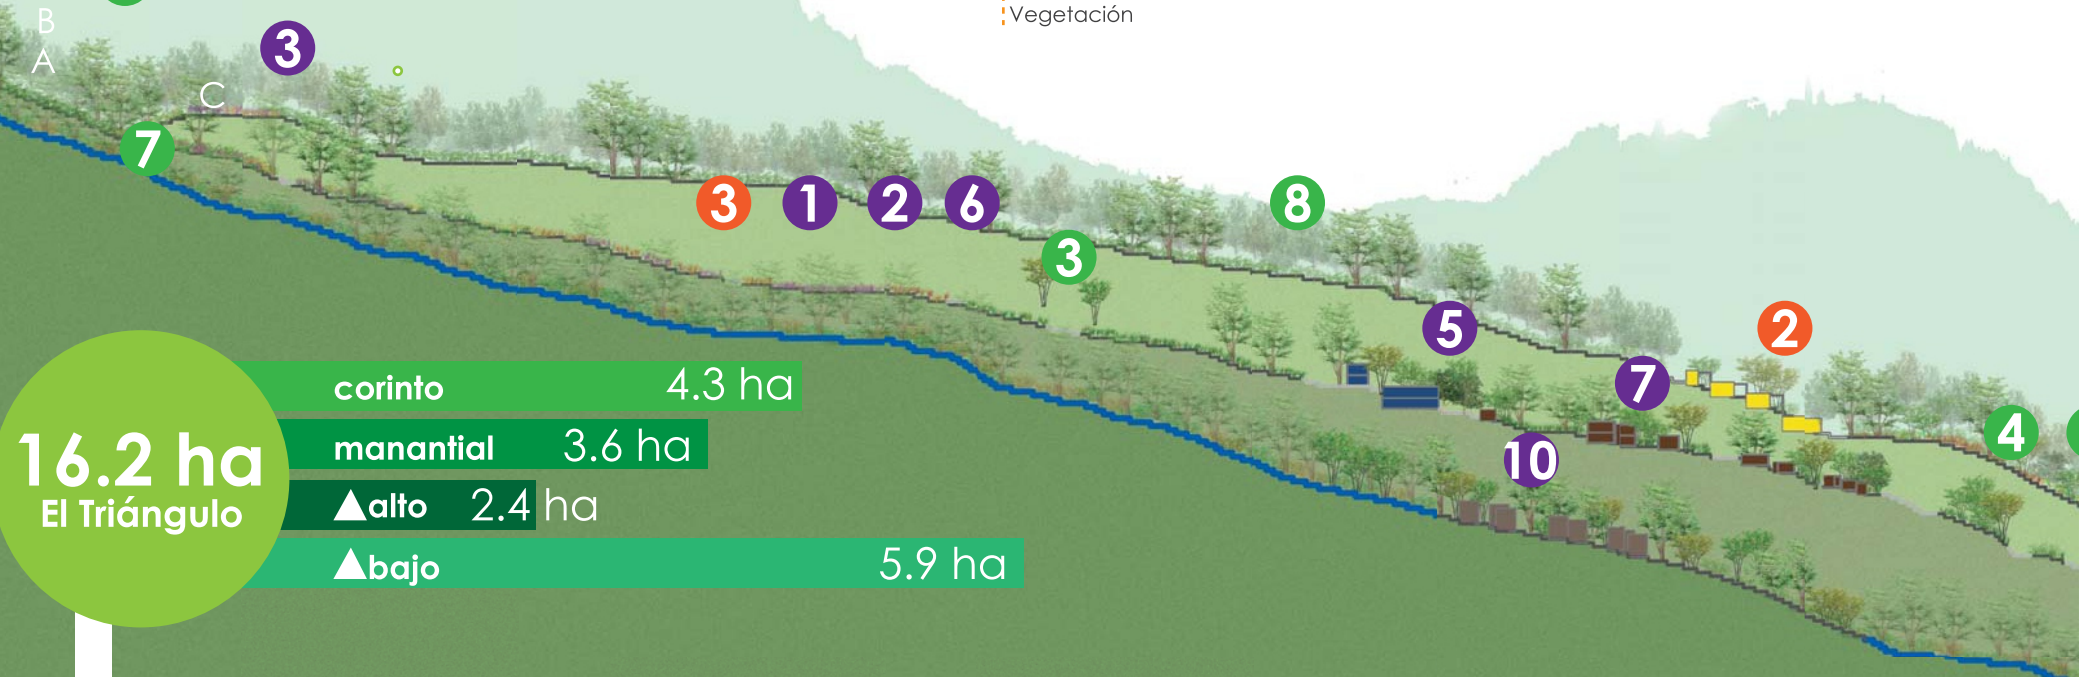 B
Vegetación
A
3
C
7
3
1
2
6
8
3
5
2
7
4
10
corinto 4.3 ha
manantial 3.6 ha
16.2 ha
El Triángulo
alto 2.4 ha
bajo 5.9 ha